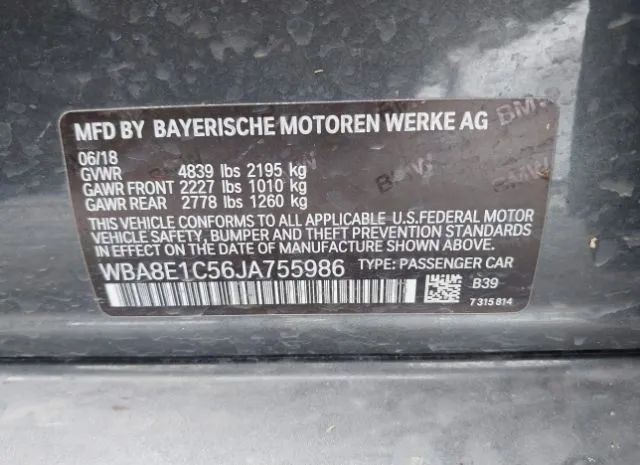 MFD BY BAYERISCHE MOTOREN WERKE AG
06/18
GVWR 4839 lbs 2195 kg
GAWR FRONT 2227 lbs 1010 kg
GAWR REAR 2778 lbs 1260 kg
THIS VEHICLE CONFORMS TO ALL APPLICABLE U.S.FEDERAL MOTOR
VEHICLE SAFETY, BUMPER AND THEFT PREVENTION STANDARDS
IN EFFECT ON THE DATE OF MANUFACTURE SHOWN ABOVE.
WBA8E1C56JA755986 TYPE: PASSENGER CAR
B39
7 315 814
BMW
BMW
BMW